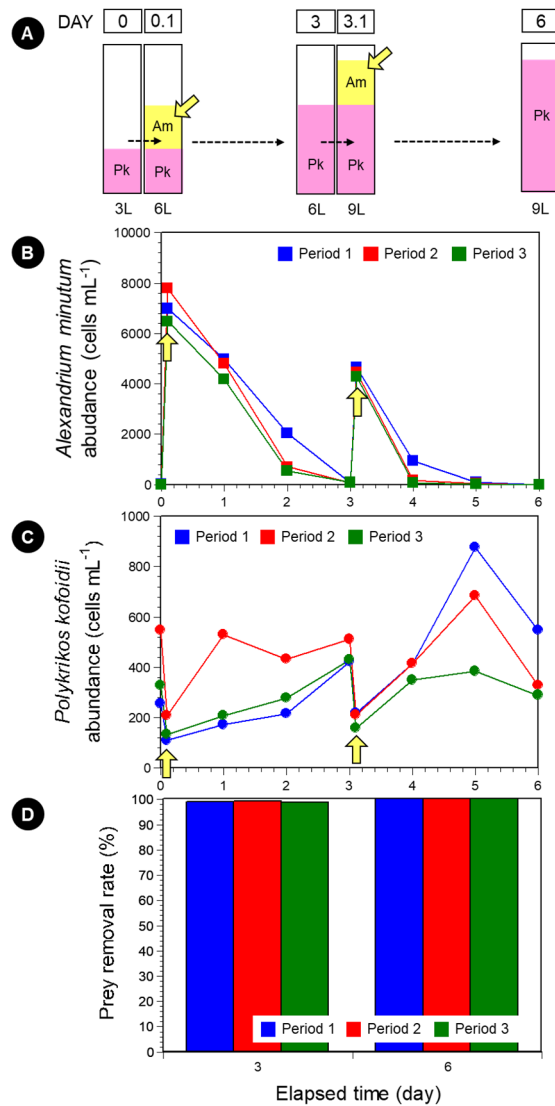 A
DAY 0 0.1 3 3.1 6
Am
Am
Pk Pk Pk Pk Pk
3L 6L 6L 9L 9L
B
Alexandrium minutum
abudance (cells mL-1)
10000
8000
6000
4000
2000
0
Period 1 Period 2 Period 3
0 1 2 3 4 5 6
C
Polykrikos kofoidii
abundance (cells mL-1)
1000
800
600
400
200
0
Period 1 Period 2 Period 3
0 1 2 3 4 5 6
D
Prey removal rate (%)
100
90
80
70
60
50
40
30
20
10
0
Period 1 Period 2 Period 3
3 6
Elapsed time (day)